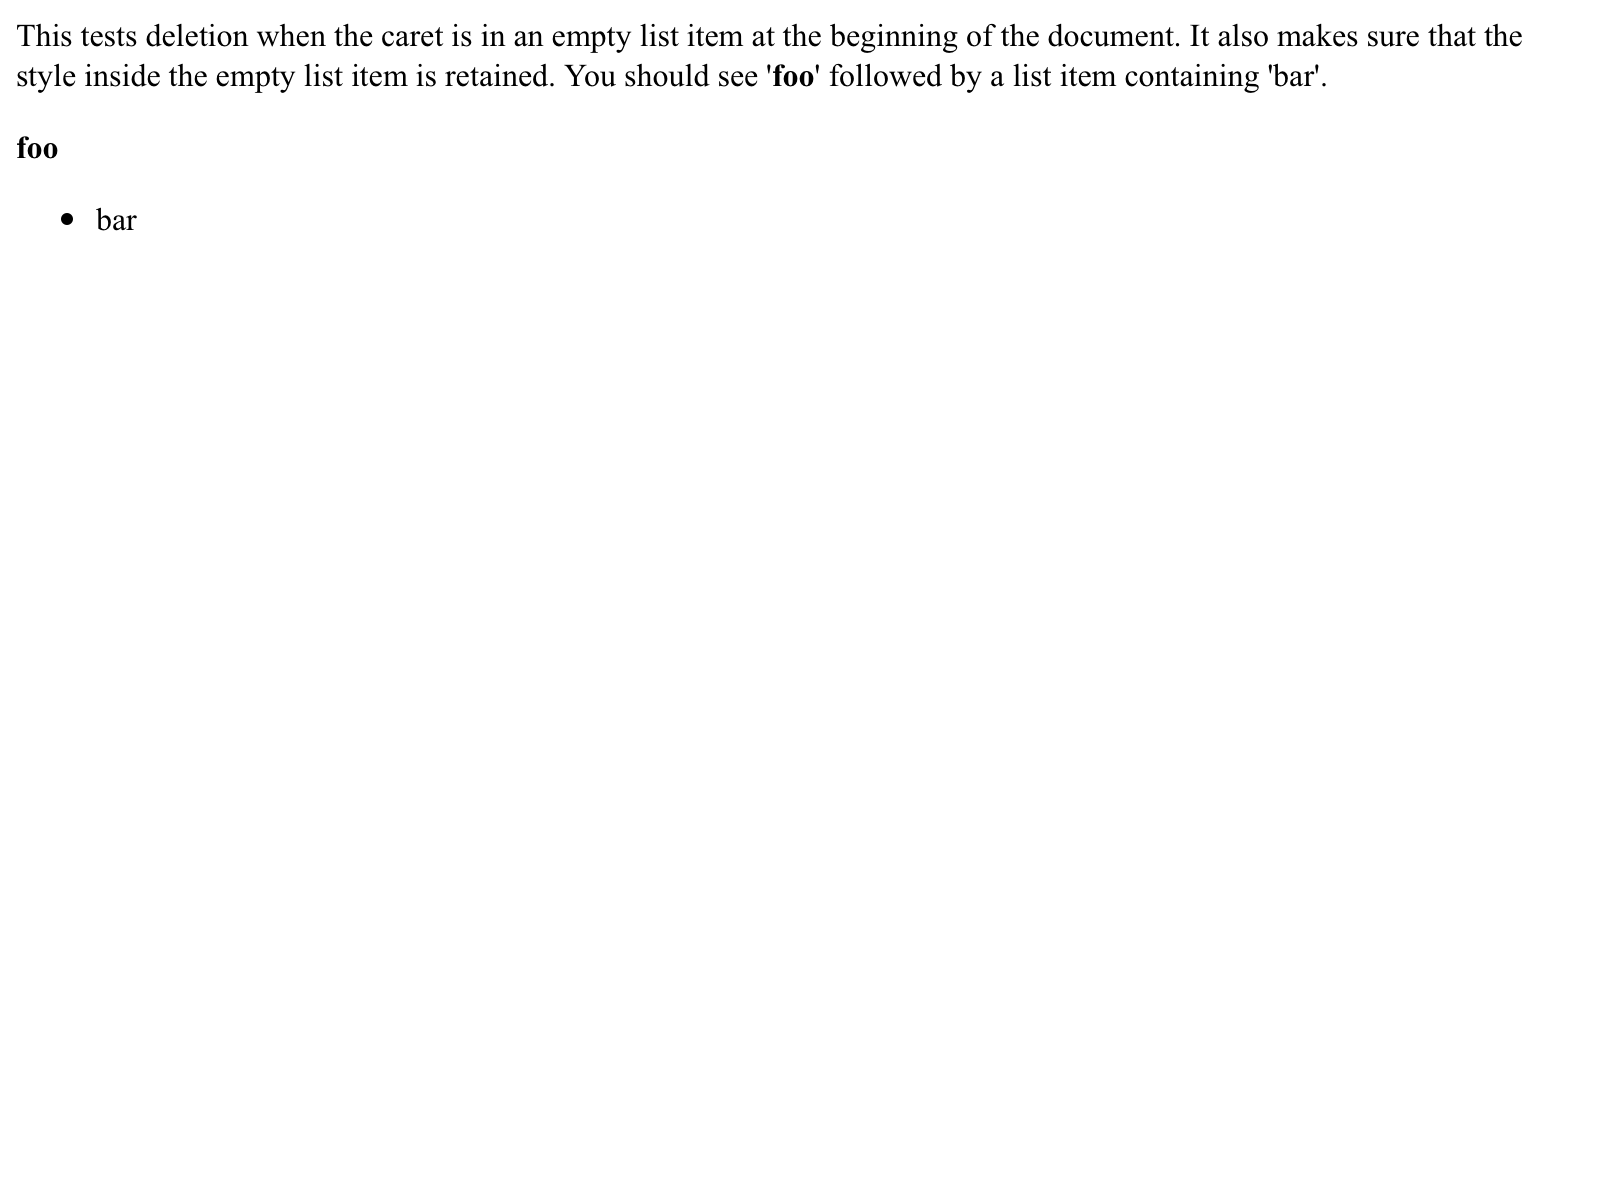 This tests deletion when the caret is in an empty list item at the beginning of the document. It also makes sure that the
style inside the empty list item is retained. You should see 'foo' followed by a list item containing 'bar'.
foo
• bar